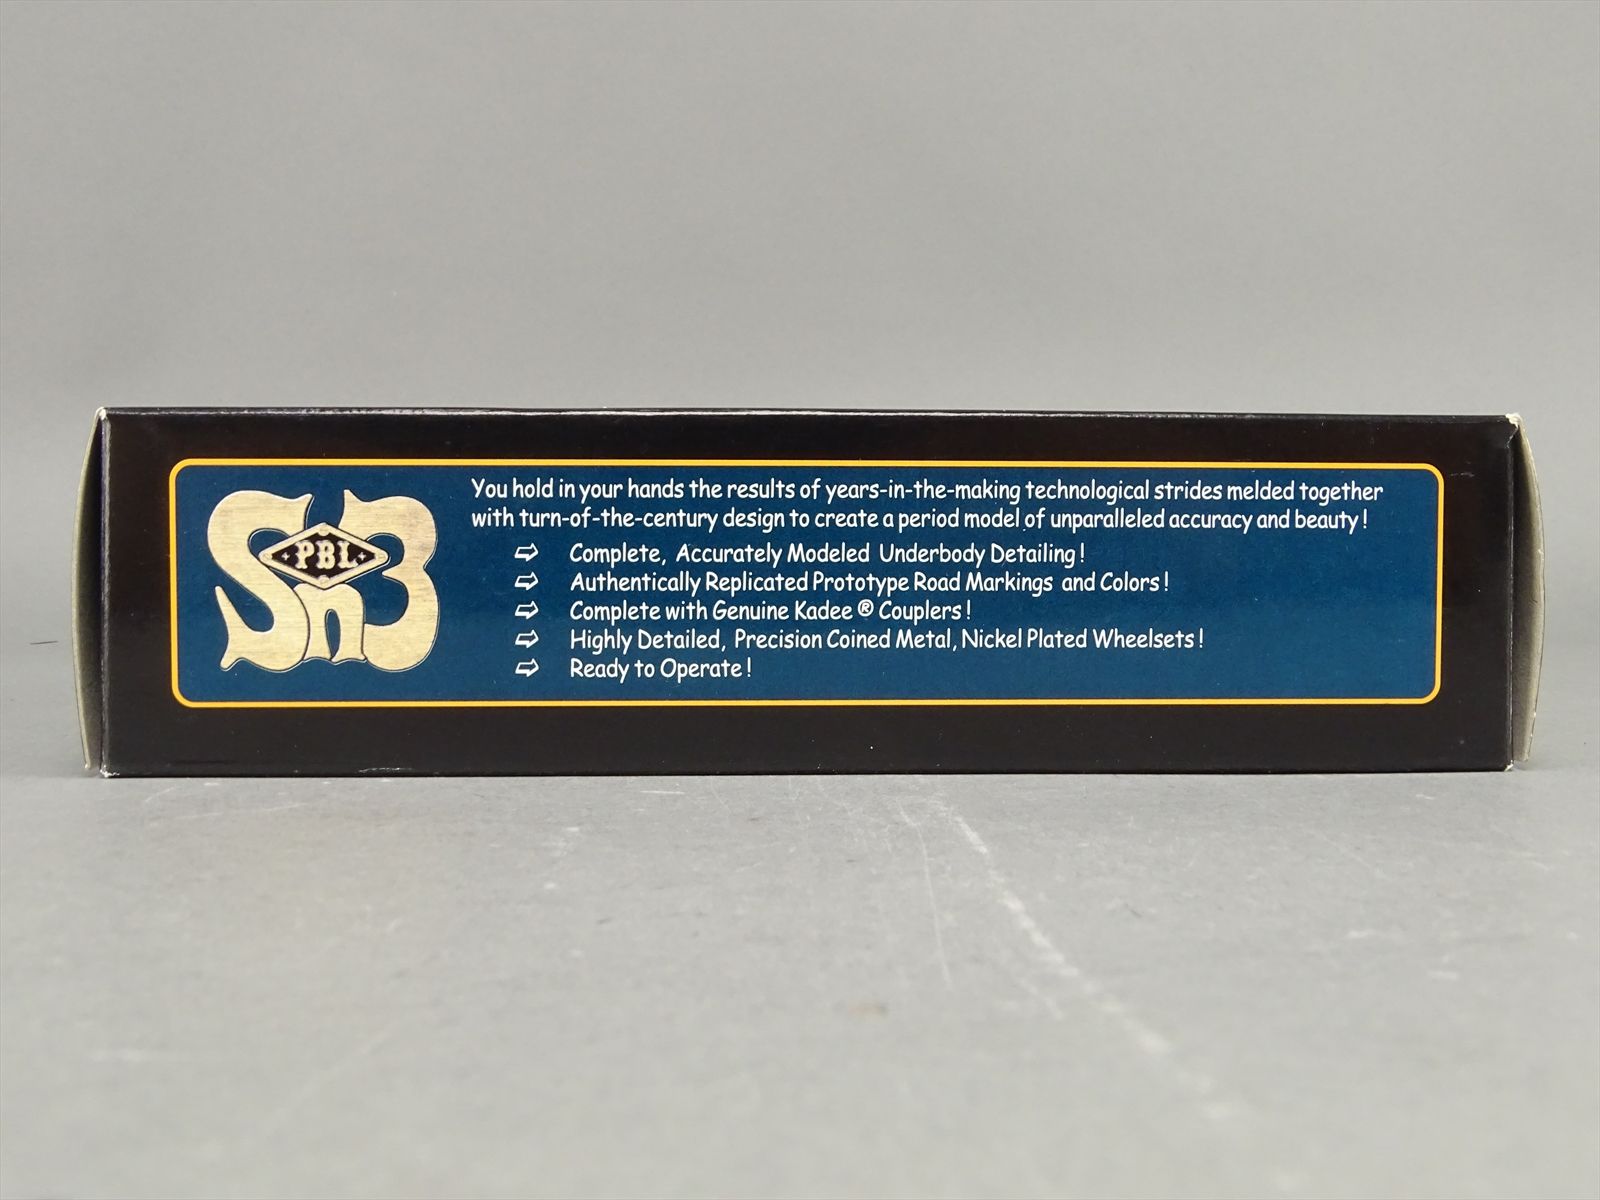 Sn3
PBL
You hold in your hands the results of years-in-the-making technological strides melded together
with turn-of-the-century design to create a period model of unparalleled accuracy and beauty!
➪ Complete, Accurately Modeled Underbody Detailing!
➪ Authentically Replicated Prototype Road Markings and Colors!
➪ Complete with Genuine Kadee® Couplers!
➪ Highly Detailed, Precision Coined Metal, Nickel Plated Wheelsets!
➪ Ready to Operate!